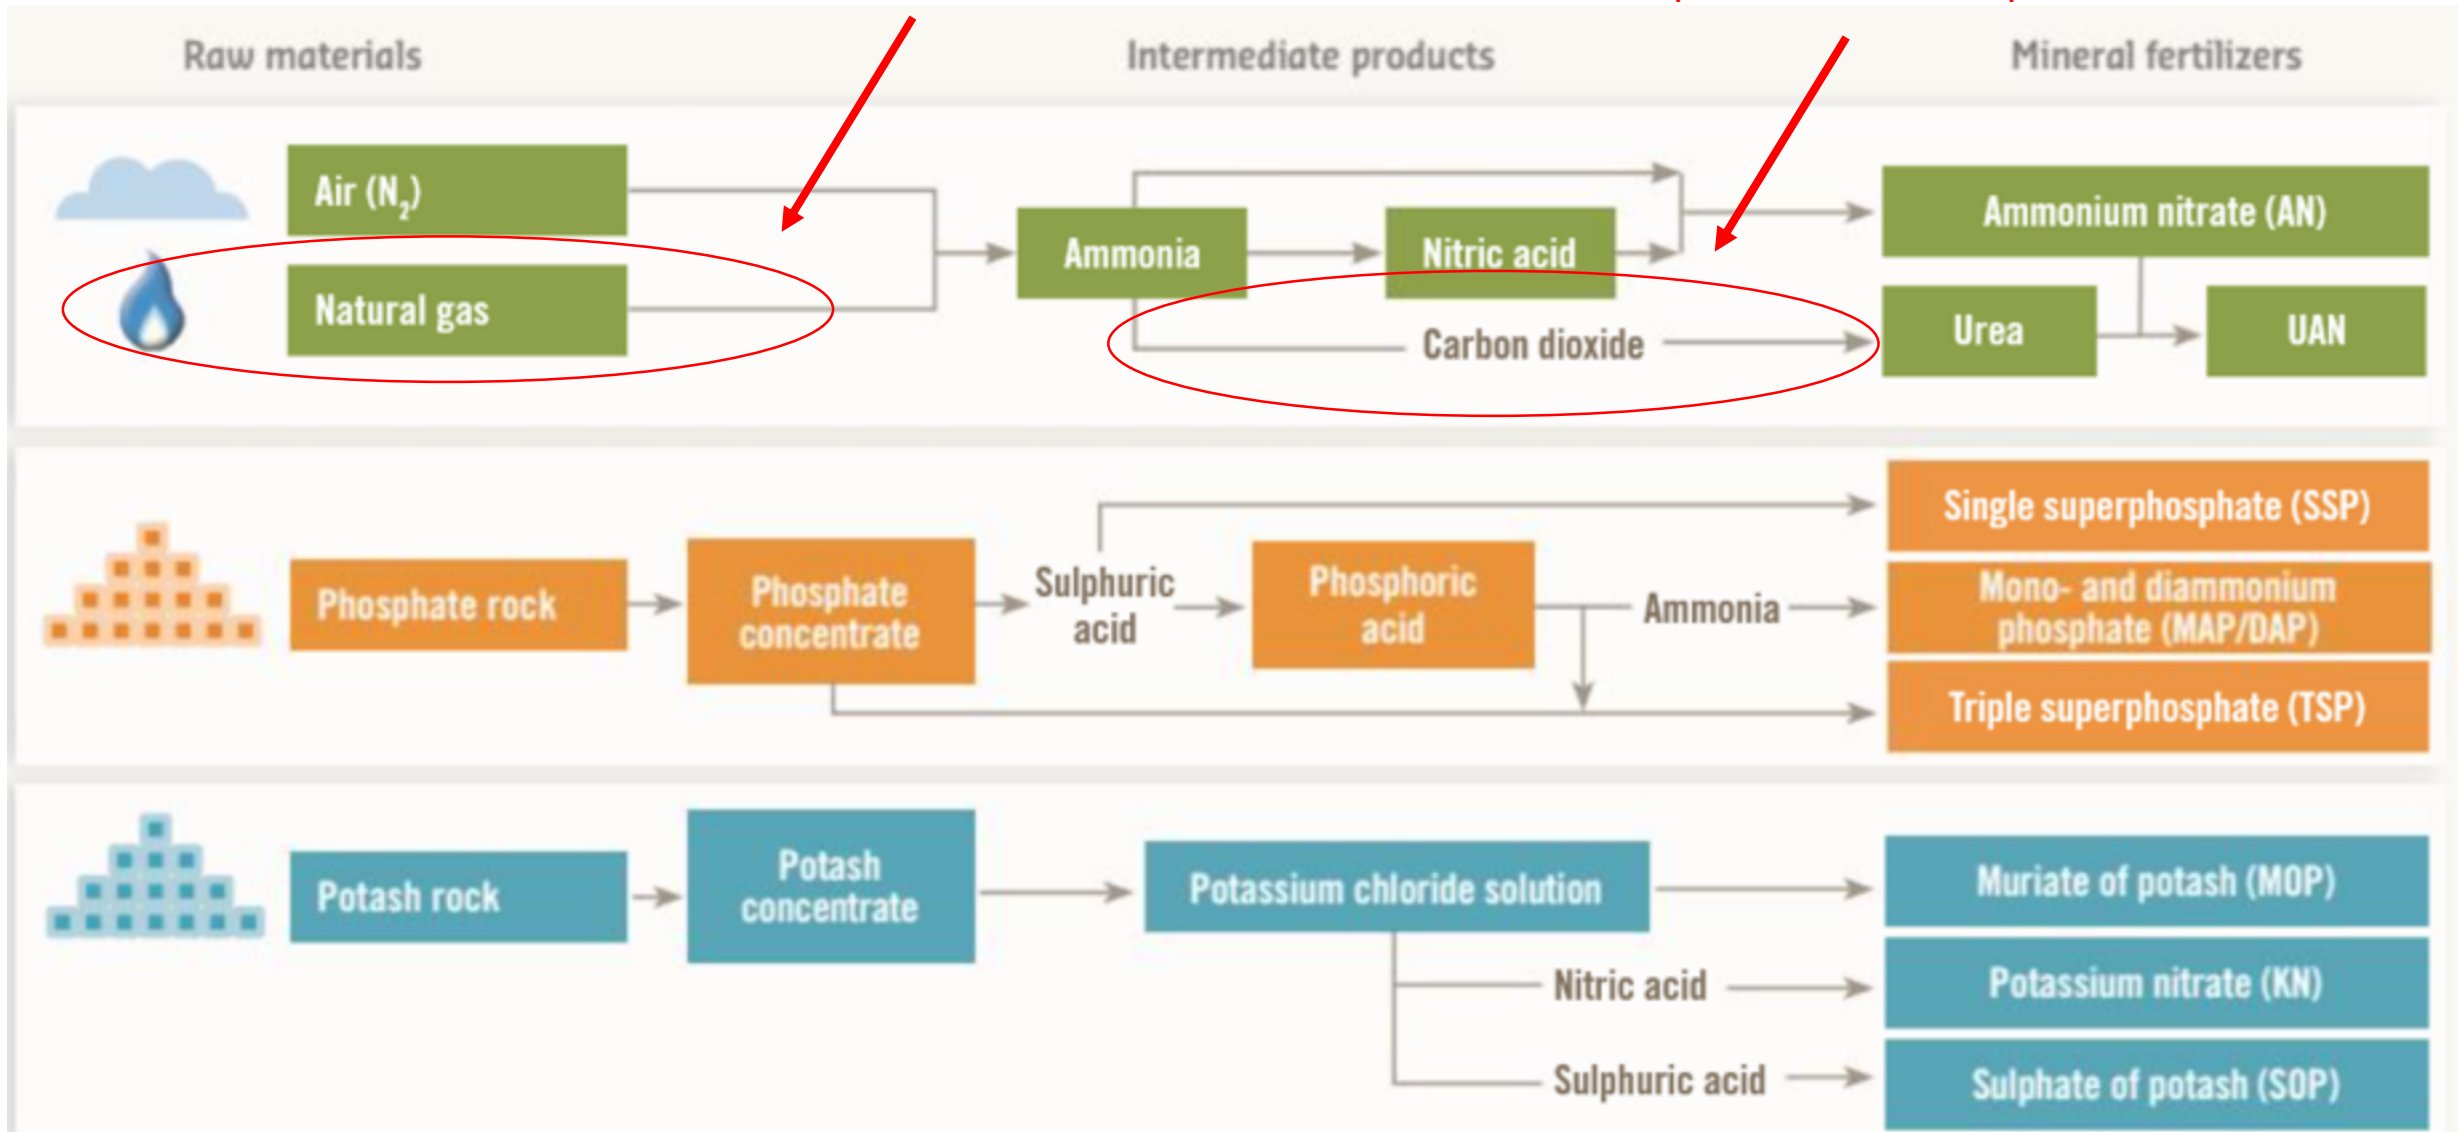 Raw materials
Intermediate products
Mineral fertilizers
Air (N₂)
Natural gas
Ammonia
Nitric acid
Carbon dioxide
Ammonium nitrate (AN)
Urea
UAN
Phosphate rock
Phosphate
concentrate
Sulphuric
acid
Phosphoric
acid
Ammonia
Single superphosphate (SSP)
Mono- and diammonium
phosphate (MAP/DAP)
Triple superphosphate (TSP)
Potash rock
Potash
concentrate
Potassium chloride solution
Nitric acid
Sulphuric acid
Muriate of potash (MOP)
Potassium nitrate (KN)
Sulphate of potash (SOP)